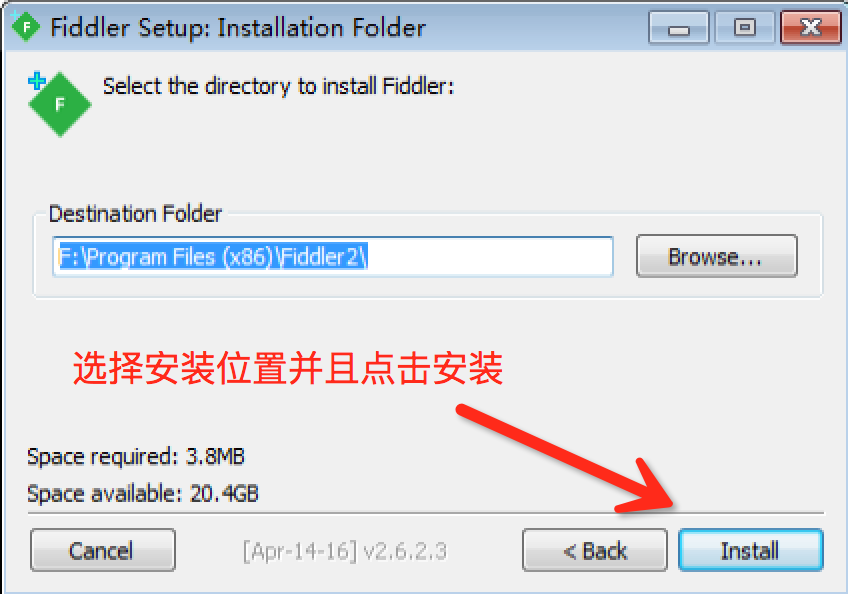 Fiddler Setup: Installation Folder
F
Select the directory to install Fiddler:
F
Destination Folder
F:\Program Files (x86)\Fiddler2\
Browse...
选择安装位置并且点击安装
Space required: 3.8MB
Space available: 20.4GB
Cancel
[Apr-14-16] v2.6.2.3
< Back
Install